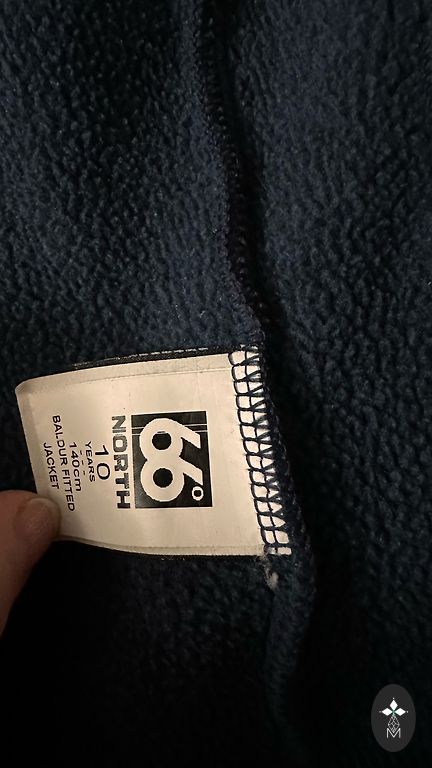 66°
NORTH
10
YEARS
140cm
BALDUR FITTED
JACKET
M